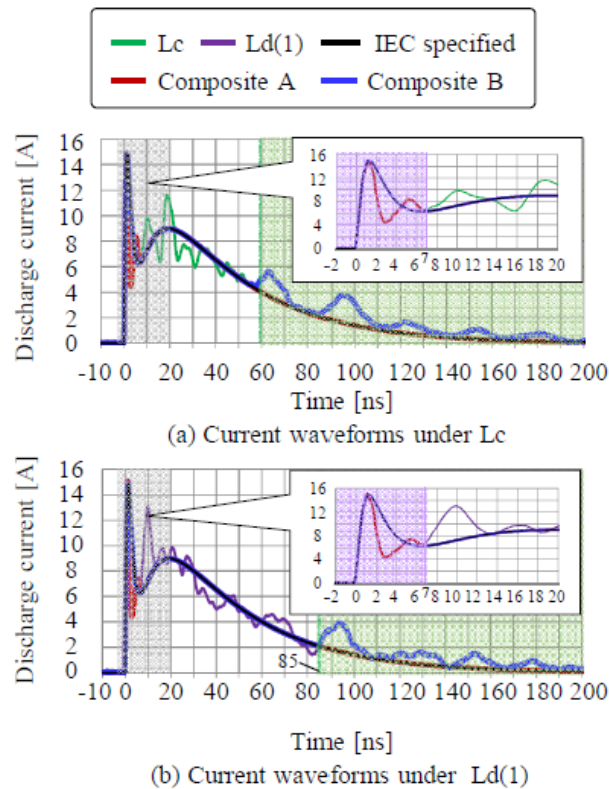 Lc Ld(1) IEC specified
Composite A Composite B
Discharge current [A]
16
14
12
10
8
6
4
2
0
-10 0 20 40 60 80 100 120 140 160 180 200
16
12
8
4
0
-2 0 2 4 6 7 8 10 12 14 16 18 20
Time [ns]
(a) Current waveforms under Lc
Discharge current [A]
16
14
12
10
8
6
4
2
0
85
-10 0 20 40 60 80 100 120 140 160 180 200
16
12
8
4
0
-2 0 2 4 6 7 8 10 12 14 16 18 20
Time [ns]
(b) Current waveforms under Ld(1)